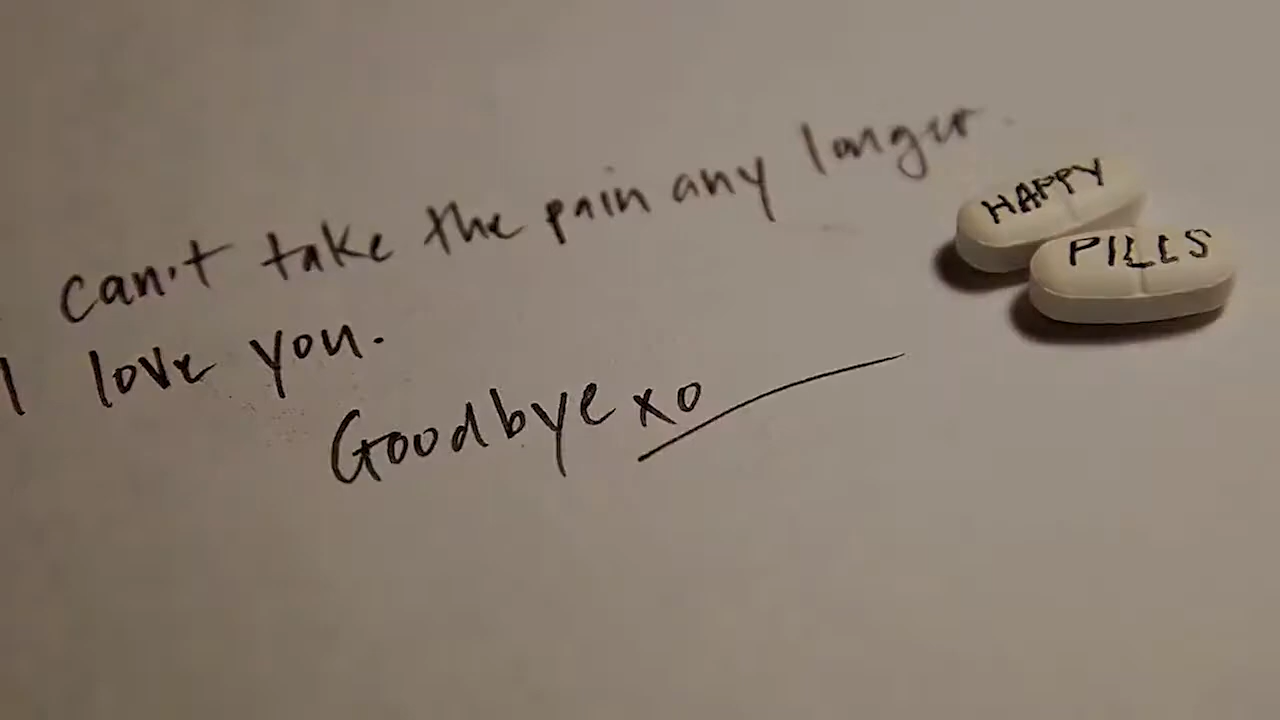 can't take the pain any longer.
I love you.
Goodbye xo
HAPPY
PILLS